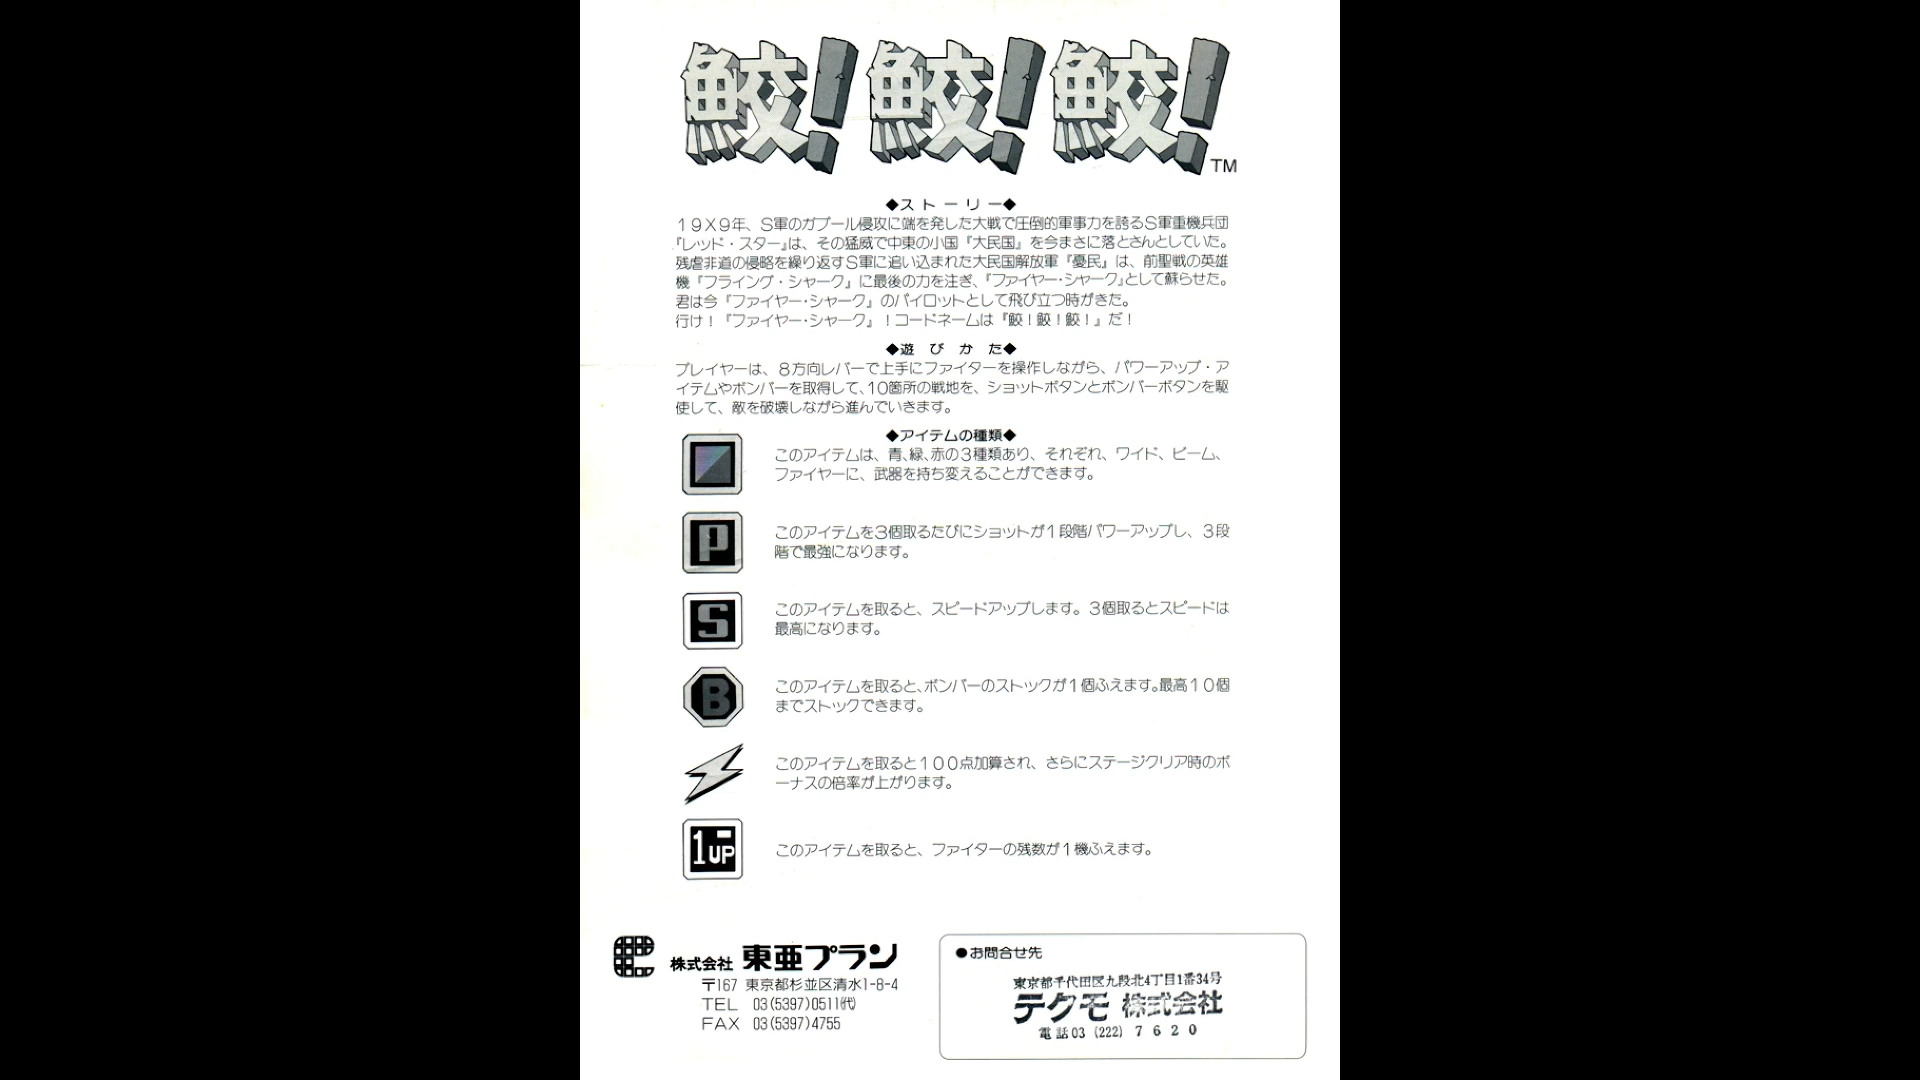 鮫!鮫!鮫!TM
◆ストーリー◆
19X9年、S軍のガブール侵攻に端を発した大戦で圧倒的軍事力を誇るS軍重機兵団
『レッド・スター』は、その猛威で中東の小国『大民国』を今まさに落とさんとしていた。
残虐非道の侵略を繰り返すS軍に追い込まれた大民国解放軍『憂民』は、前聖戦の英雄
機『フライング・シャーク』に最後の力を注ぎ、『ファイヤー・シャーク』として蘇らせた。
君は今『ファイヤー・シャーク』のパイロットとして飛び立つ時がきた。
行け!『ファイヤー・シャーク』!コードネームは『鮫!鮫!鮫!』だ!
◆遊びかた◆
プレイヤーは、8方向レバーで上手にファイターを操作しながら、パワーアップ・ア
イテムやボンバーを取得して、10箇所の戦地を、ショットボタンとボンバーボタンを駆
使して、敵を破壊しながら進んでいきます。
◆アイテムの種類◆
このアイテムは、青、緑、赤の3種類あり、それぞれ、ワイド、ビーム、
ファイヤーに、武器を持ち変えることができます。
P
このアイテムを3個取るたびにショットが1段階パワーアップし、3段
階で最強になります。
S
このアイテムを取ると、スピードアップします。3個取るとスピードは
最高になります。
B
このアイテムを取ると、ボンバーのストックが1個ふえます。最高10個
までストックできます。
このアイテムを取ると100点加算され、さらにステージクリア時のボ
ーナスの倍率が上がります。
1UP
このアイテムを取ると、ファイターの残数が1機ふえます。
株式会社 東亜プラン
〒167 東京都杉並区清水1-8-4
TEL 03(5397)0511(代)
FAX 03(5397)4755
●お問合せ先
東京都千代田区九段北4丁目1番34号
テクモ 株式会社
電話03 (222) 7620